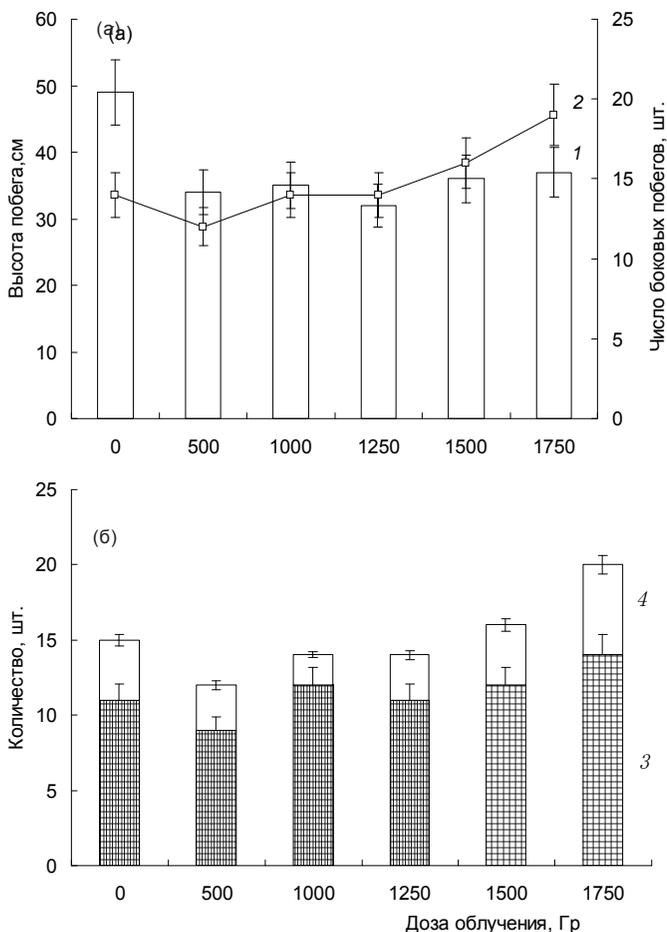 (а)
(а)
60
50
40
30
20
10
0
Высота побега,см
25
20
15
10
5
0
Число боковых побегов, шт.
2
1
0 500 1000 1250 1500 1750
(б)
25
20
15
10
5
0
Количество, шт.
4
3
0 500 1000 1250 1500 1750
Доза облучения, Гр